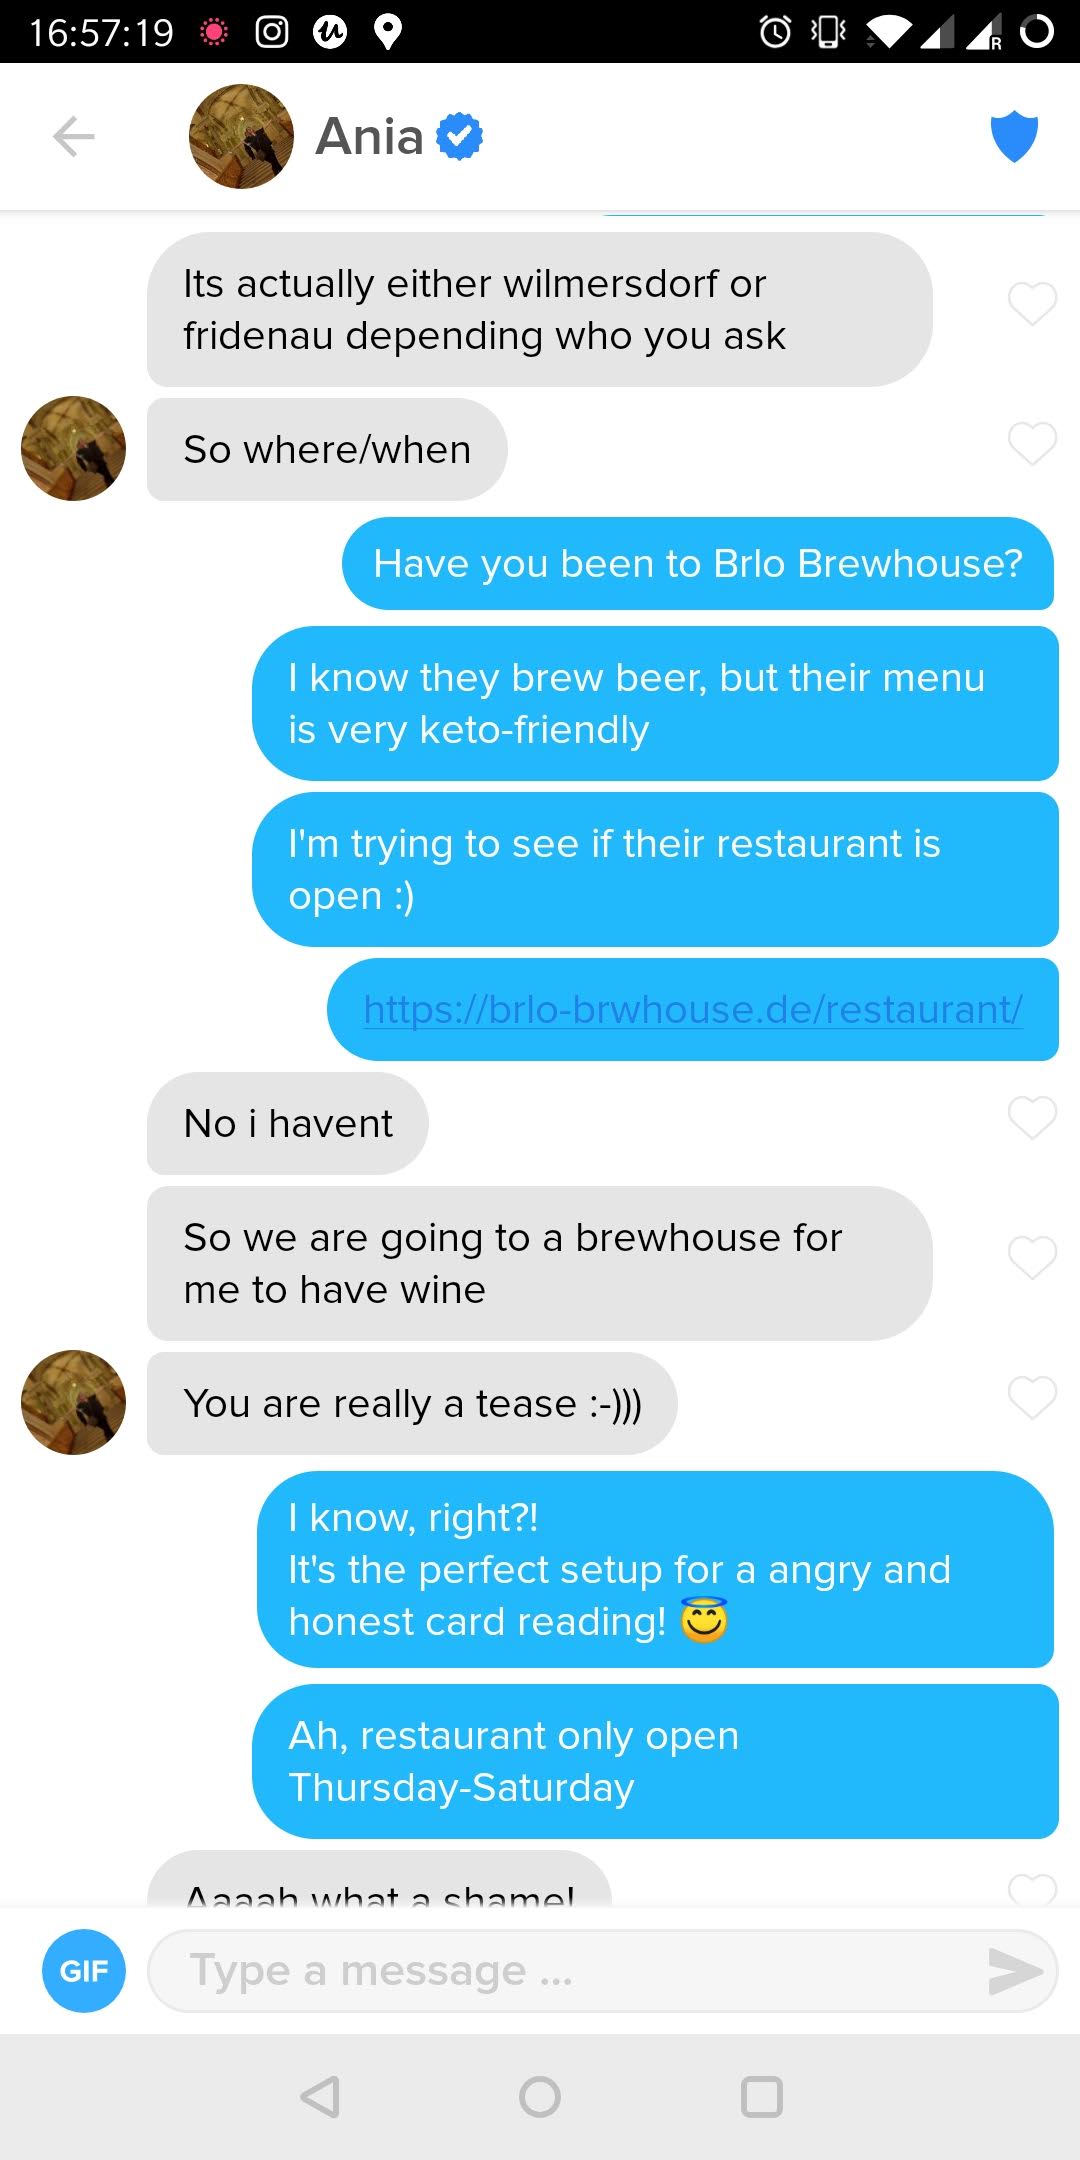 16:57:19
R
Ania
Its actually either wilmersdorf or
fridenau depending who you ask
So where/when
Have you been to Brlo Brewhouse?
I know they brew beer, but their menu
is very keto-friendly
I'm trying to see if their restaurant is
open :)
https://brlo-brwhouse.de/restaurant/
No i havent
So we are going to a brewhouse for
me to have wine
You are really a tease :-)))
I know, right?!
It's the perfect setup for a angry and
honest card reading! 😇
Ah, restaurant only open
Thursday-Saturday
Aaaah what a shame!
GIF
Type a message ...